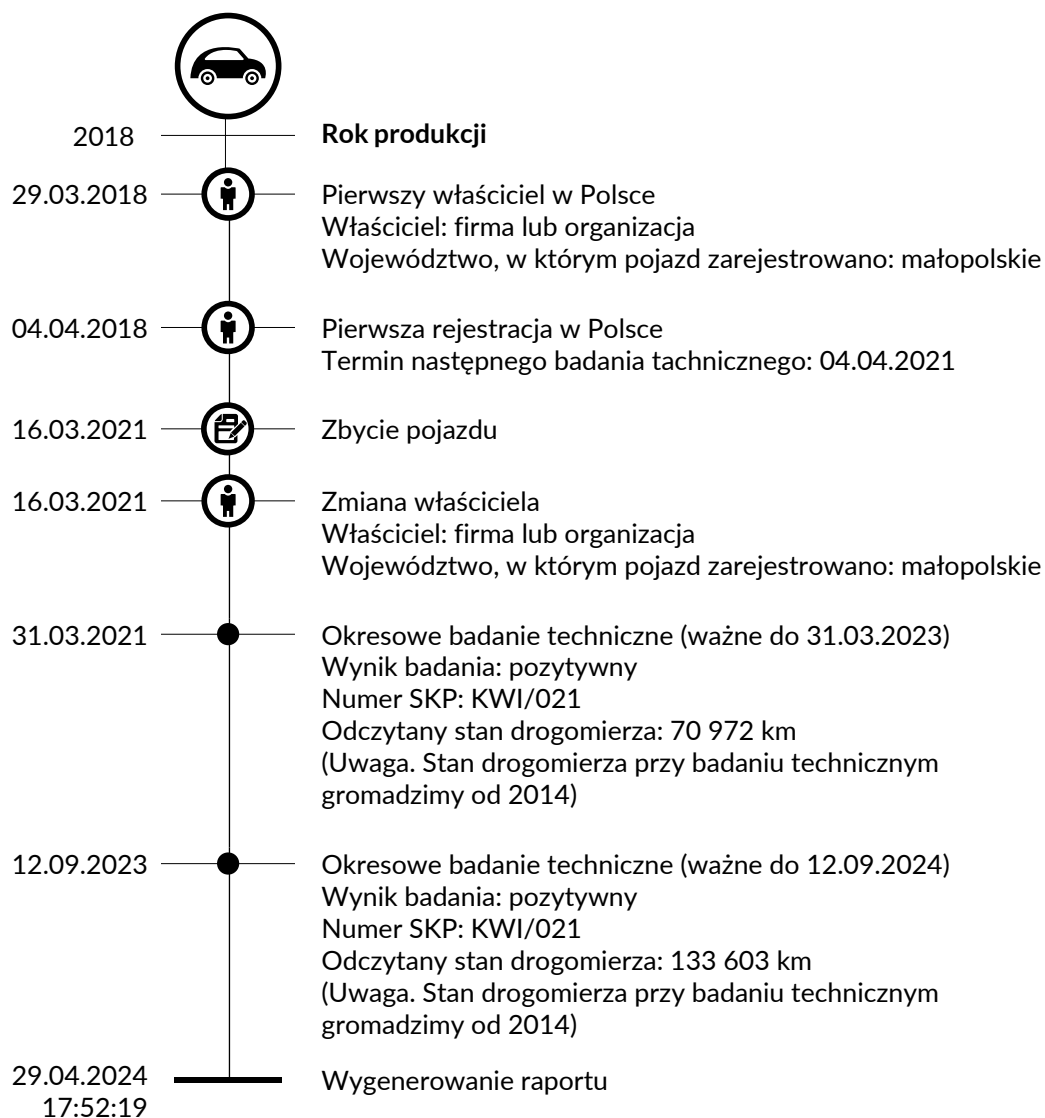 2018 Rok produkcji
29.03.2018 Pierwszy właściciel w Polsce
Właściciel: firma lub organizacja
Województwo, w którym pojazd zarejestrowano: małopolskie
04.04.2018 Pierwsza rejestracja w Polsce
Termin następnego badania tachnicznego: 04.04.2021
16.03.2021 Zbycie pojazdu
16.03.2021 Zmiana właściciela
Właściciel: firma lub organizacja
Województwo, w którym pojazd zarejestrowano: małopolskie
31.03.2021 Okresowe badanie techniczne (ważne do 31.03.2023)
Wynik badania: pozytywny
Numer SKP: KWI/021
Odczytany stan drogomierza: 70 972 km
(Uwaga. Stan drogomierza przy badaniu technicznym
gromadzimy od 2014)
12.09.2023 Okresowe badanie techniczne (ważne do 12.09.2024)
Wynik badania: pozytywny
Numer SKP: KWI/021
Odczytany stan drogomierza: 133 603 km
(Uwaga. Stan drogomierza przy badaniu technicznym
gromadzimy od 2014)
29.04.2024 Wygenerowanie raportu
17:52:19